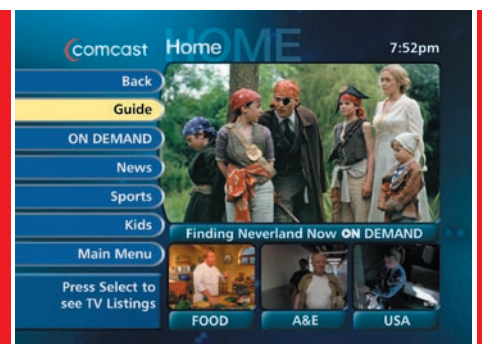 comcast Home HOME 7:52pm
Back
Guide
ON DEMAND
News
Sports
Kids
Main Menu
Press Select to
see TV Listings
Finding Neverland Now ON DEMAND
FOOD A&E USA